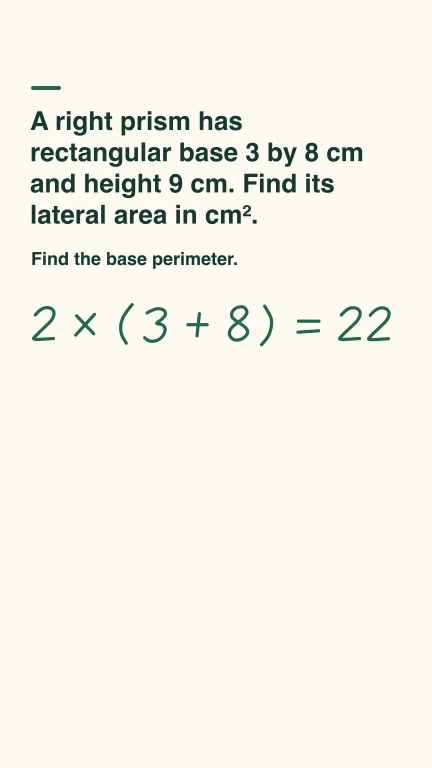 A right prism has
rectangular base 3 by 8 cm
and height 9 cm. Find its
lateral area in cm².
Find the base perimeter.
2 × (3 + 8) = 22